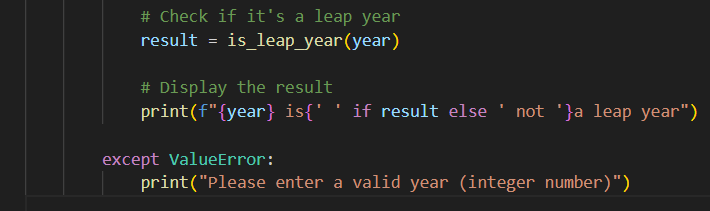 # Check if it's a leap year
result = is_leap_year(year)
# Display the result
print(f"{year} is{' ' if result else ' not '}a leap year")
except ValueError:
print("Please enter a valid year (integer number)")